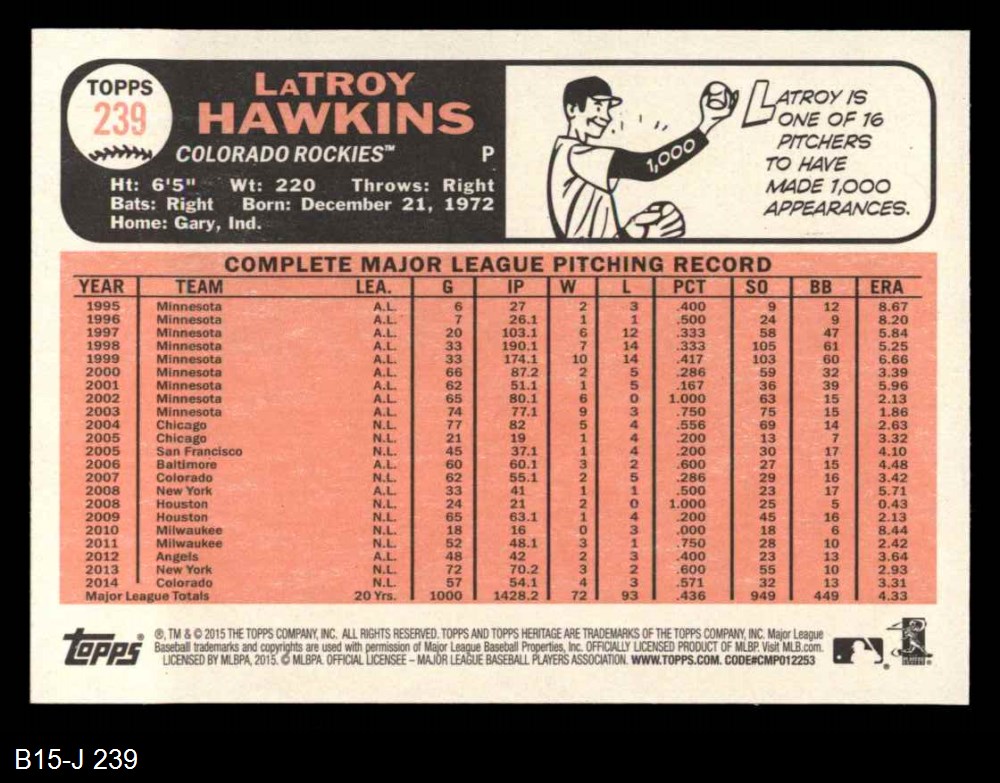 TOPPS
239
LaTROY
HAWKINS
COLORADO ROCKIES™ P
Ht: 6'5" Wt: 220 Throws: Right
Bats: Right Born: December 21, 1972
Home: Gary, Ind.
1,000
LATROY IS
ONE OF 16
PITCHERS
TO HAVE
MADE 1,000
APPEARANCES.
COMPLETE MAJOR LEAGUE PITCHING RECORD
YEAR TEAM LEA. G IP W L PCT SO BB ERA
1995 Minnesota A.L. 6 27 2 3 .400 9 12 8.67
1996 Minnesota A.L. 7 26.1 1 1 .500 24 9 8.20
1997 Minnesota A.L. 20 103.1 6 12 .333 58 47 5.84
1998 Minnesota A.L. 33 190.1 7 14 .333 105 61 5.25
1999 Minnesota A.L. 33 174.1 10 14 .417 103 60 6.66
2000 Minnesota A.L. 66 87.2 2 5 .286 59 32 3.39
2001 Minnesota A.L. 62 51.1 1 5 .167 36 39 5.96
2002 Minnesota A.L. 65 80.1 6 0 1.000 63 15 2.13
2003 Minnesota A.L. 74 77.1 9 3 .750 75 15 1.86
2004 Chicago N.L. 77 82 5 4 .556 69 14 2.63
2005 Chicago N.L. 21 19 1 4 .200 13 7 3.32
2005 San Francisco N.L. 45 37.1 1 4 .200 30 17 4.10
2006 Baltimore A.L. 60 60.1 3 2 .600 27 15 4.48
2007 Colorado N.L. 62 55.1 2 5 .286 29 16 3.42
2008 New York A.L. 33 41 1 1 .500 23 17 5.71
2008 Houston N.L. 24 21 2 0 1.000 25 5 0.43
2009 Houston N.L. 65 63.1 1 4 .200 45 16 2.13
2010 Milwaukee N.L. 18 16 0 3 .000 18 6 8.44
2011 Milwaukee N.L. 52 48.1 3 1 .750 28 10 2.42
2012 Angels A.L. 48 42 2 3 .400 23 13 3.64
2013 New York N.L. 72 70.2 3 2 .600 55 10 2.93
2014 Colorado N.L. 57 54.1 4 3 .571 32 13 3.31
Major League Totals 20 Yrs. 1000 1428.2 72 93 .436 949 449 4.33
topps®
®, TM & © 2015 THE TOPPS COMPANY, INC. ALL RIGHTS RESERVED. TOPPS AND TOPPS HERITAGE ARE TRADEMARKS OF THE TOPPS COMPANY, INC. Major League
Baseball trademarks and copyrights are used with permission of Major League Baseball Properties, Inc. OFFICIALLY LICENSED PRODUCT OF MLBP. Visit MLB.com.
LICENSED BY MLBPA, 2015. © MLBPA. OFFICIAL LICENSEE – MAJOR LEAGUE BASEBALL PLAYERS ASSOCIATION. WWW.TOPPS.COM. CODE#CMP012253
B15-J 239